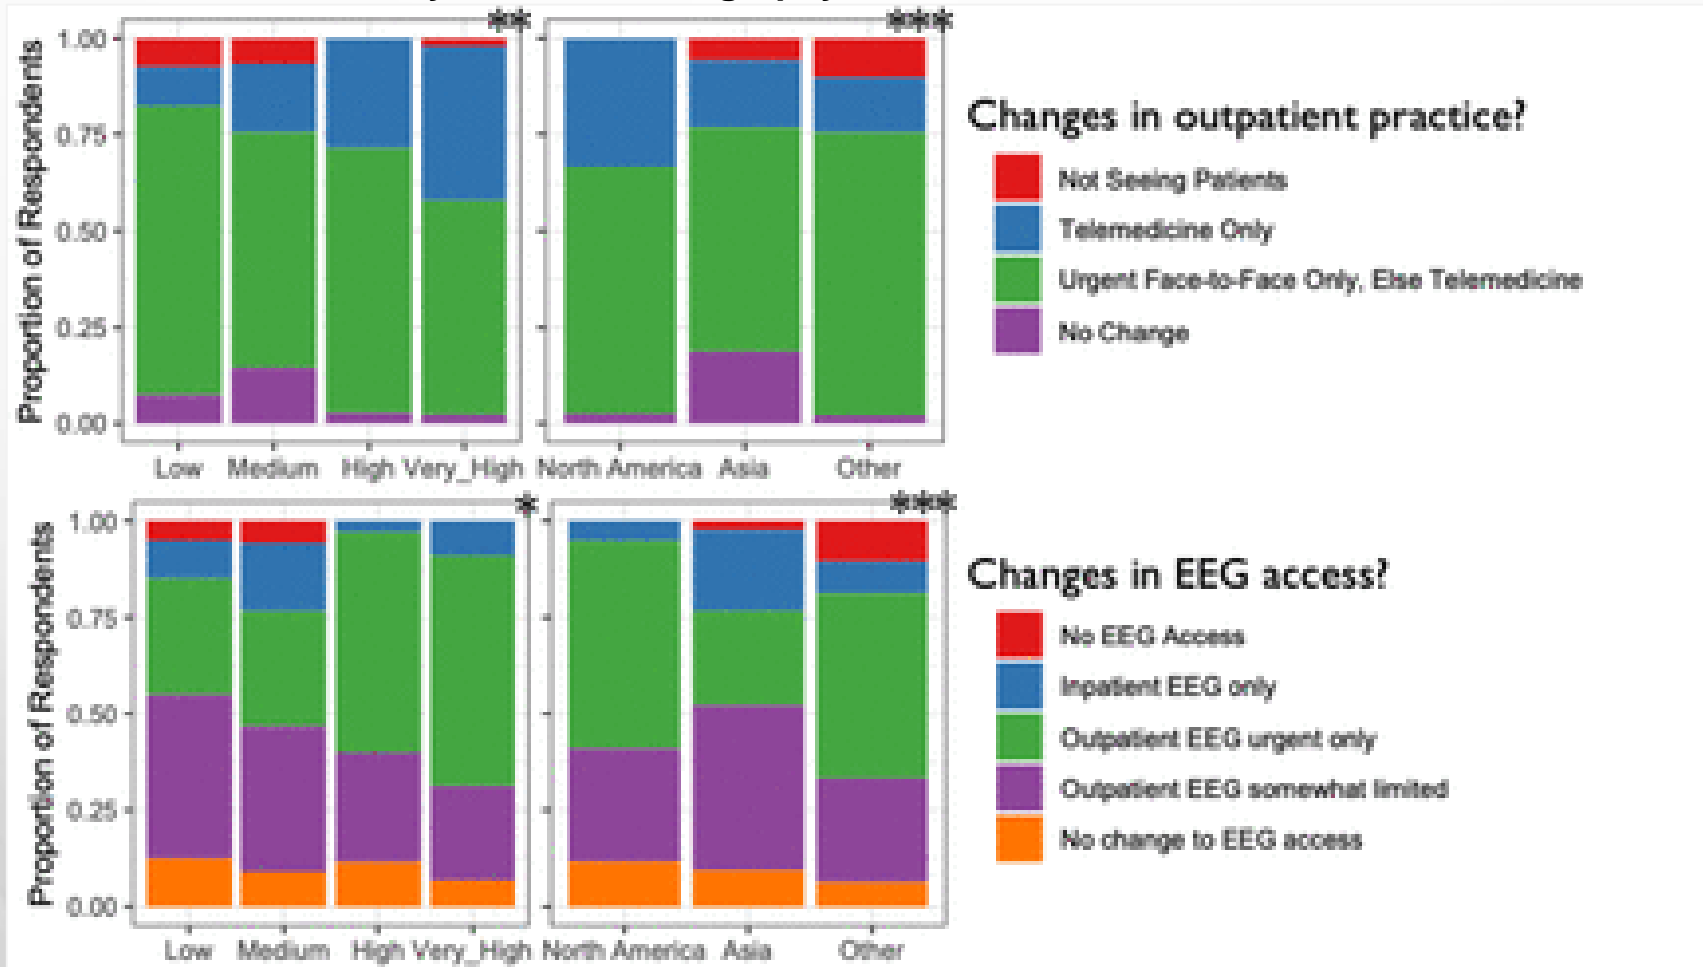 **
***
1.00
0.75
0.50
0.25
0.00
Proportion of Respondents
Low Medium High Very_High North America Asia Other
Changes in outpatient practice?
Not Seeing Patients
Telemedicine Only
Urgent Face-to-Face Only, Else Telemedicine
No Change
*
***
1.00
0.75
0.50
0.25
0.00
Proportion of Respondents
Low Medium High Very_High North America Asia Other
Changes in EEG access?
No EEG Access
Inpatient EEG only
Outpatient EEG urgent only
Outpatient EEG somewhat limited
No change to EEG access